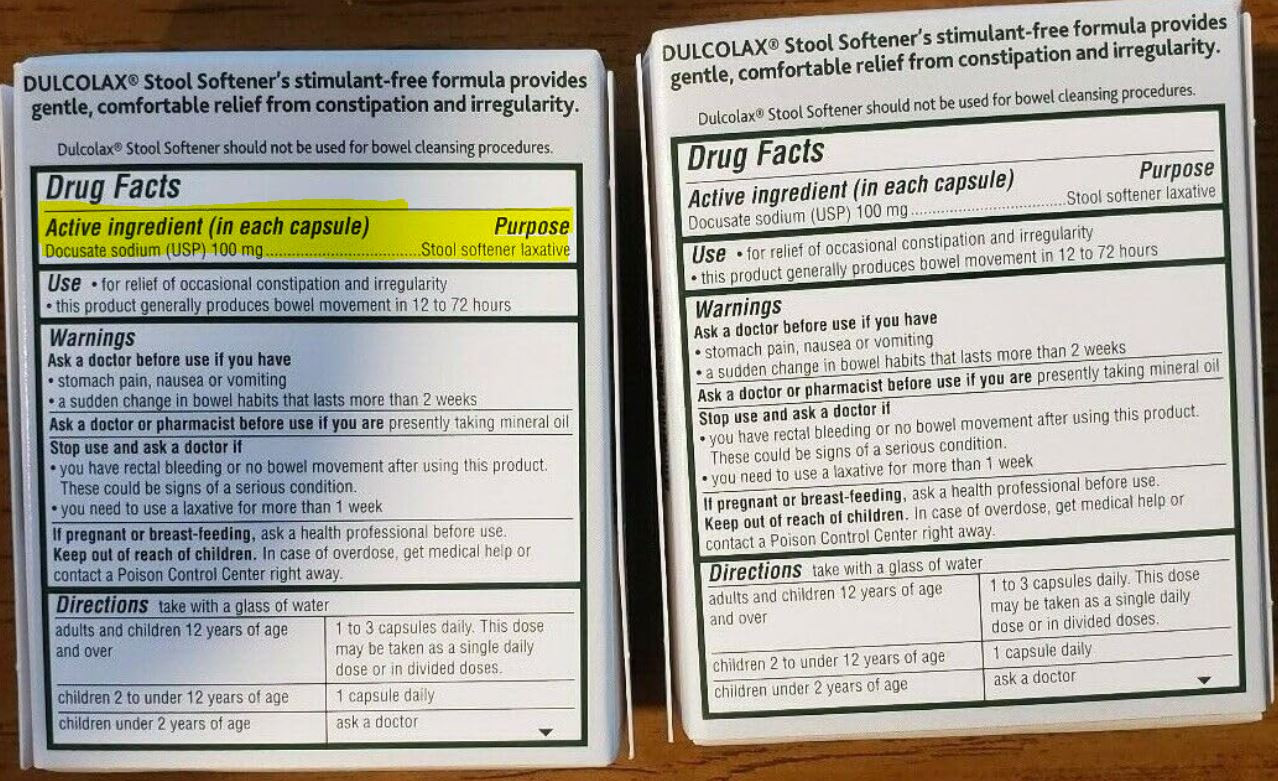 DULCOLAX® Stool Softener's stimulant-free formula provides
gentle, comfortable relief from constipation and irregularity.
Dulcolax® Stool Softener should not be used for bowel cleansing procedures.
Drug Facts
Active ingredient (in each capsule) Purpose
Docusate sodium (USP) 100 mg....................................Stool softener laxative
Use • for relief of occasional constipation and irregularity
• this product generally produces bowel movement in 12 to 72 hours
Warnings
Ask a doctor before use if you have
• stomach pain, nausea or vomiting
• a sudden change in bowel habits that lasts more than 2 weeks
Ask a doctor or pharmacist before use if you are presently taking mineral oil
Stop use and ask a doctor if
• you have rectal bleeding or no bowel movement after using this product.
These could be signs of a serious condition.
• you need to use a laxative for more than 1 week
If pregnant or breast-feeding, ask a health professional before use.
Keep out of reach of children. In case of overdose, get medical help or
contact a Poison Control Center right away.
Directions take with a glass of water
adults and children 12 years of age
and over
1 to 3 capsules daily. This dose
may be taken as a single daily
dose or in divided doses.
children 2 to under 12 years of age
1 capsule daily
children under 2 years of age
ask a doctor
DULCOLAX® Stool Softener's stimulant-free formula provides
gentle, comfortable relief from constipation and irregularity.
Dulcolax® Stool Softener should not be used for bowel cleansing procedures.
Drug Facts
Active ingredient (in each capsule) Purpose
Docusate sodium (USP) 100 mg....................................Stool softener laxative
Use • for relief of occasional constipation and irregularity
• this product generally produces bowel movement in 12 to 72 hours
Warnings
Ask a doctor before use if you have
• stomach pain, nausea or vomiting
• a sudden change in bowel habits that lasts more than 2 weeks
Ask a doctor or pharmacist before use if you are presently taking mineral oil
Stop use and ask a doctor if
• you have rectal bleeding or no bowel movement after using this product.
These could be signs of a serious condition.
• you need to use a laxative for more than 1 week
If pregnant or breast-feeding, ask a health professional before use.
Keep out of reach of children. In case of overdose, get medical help or
contact a Poison Control Center right away.
Directions take with a glass of water
adults and children 12 years of age
and over
1 to 3 capsules daily. This dose
may be taken as a single daily
dose or in divided doses.
children 2 to under 12 years of age
1 capsule daily
children under 2 years of age
ask a doctor